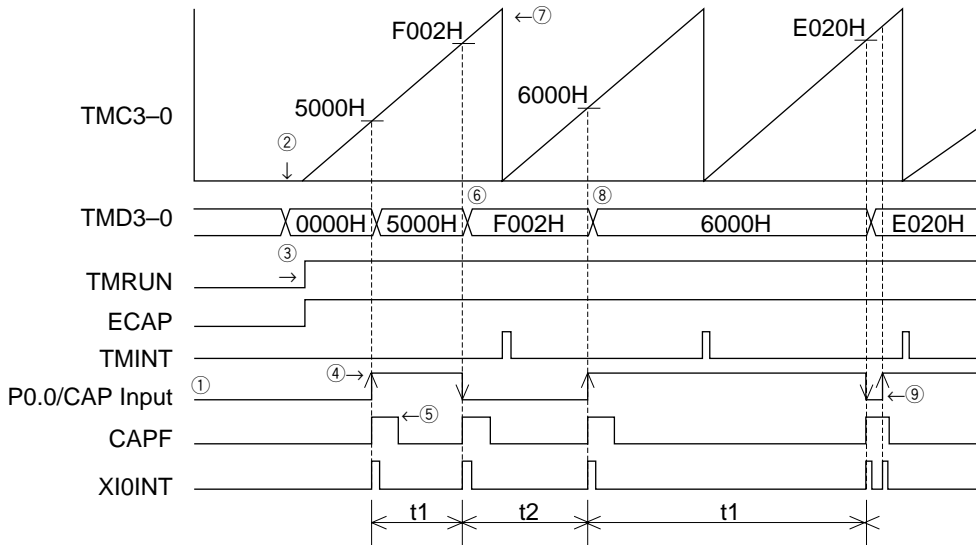 F002H ←⑦ E020H
5000H 6000H
TMC3–0
② ↓
⑥ ⑧
TMD3–0 0000H 5000H F002H 6000H E020H
③ →
TMRUN
ECAP
TMINT
① ④→
P0.0/CAP Input ←⑨
←⑤
CAPF
XI0INT
t1 t2 t1